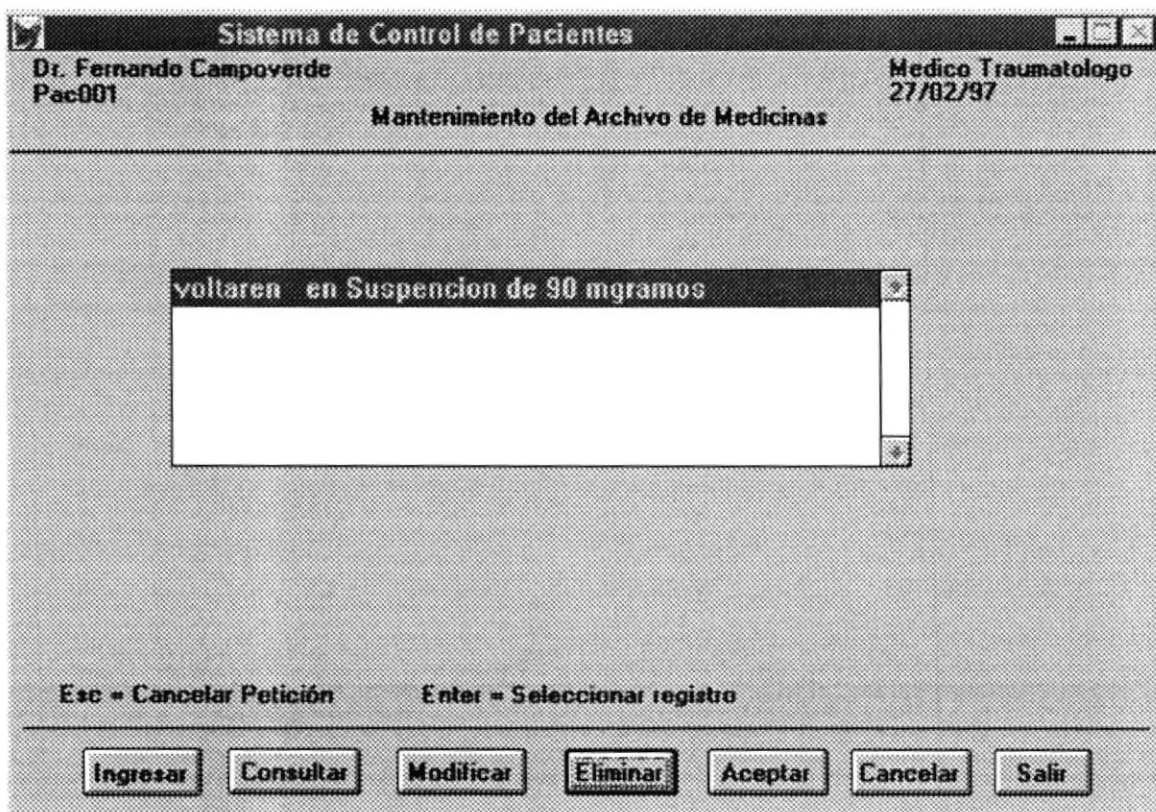 Sistema de Control de Pacientes
Dr. Fernando Campoverde
Medico Traumatologo
Pac001
27/02/97
Mantenimiento del Archivo de Medicinas
voltaren en Suspencion de 90 mgramos
Esc = Cancelar Petición Enter = Seleccionar registro
Ingresar Consultar Modificar Eliminar Aceptar Cancelar Salir